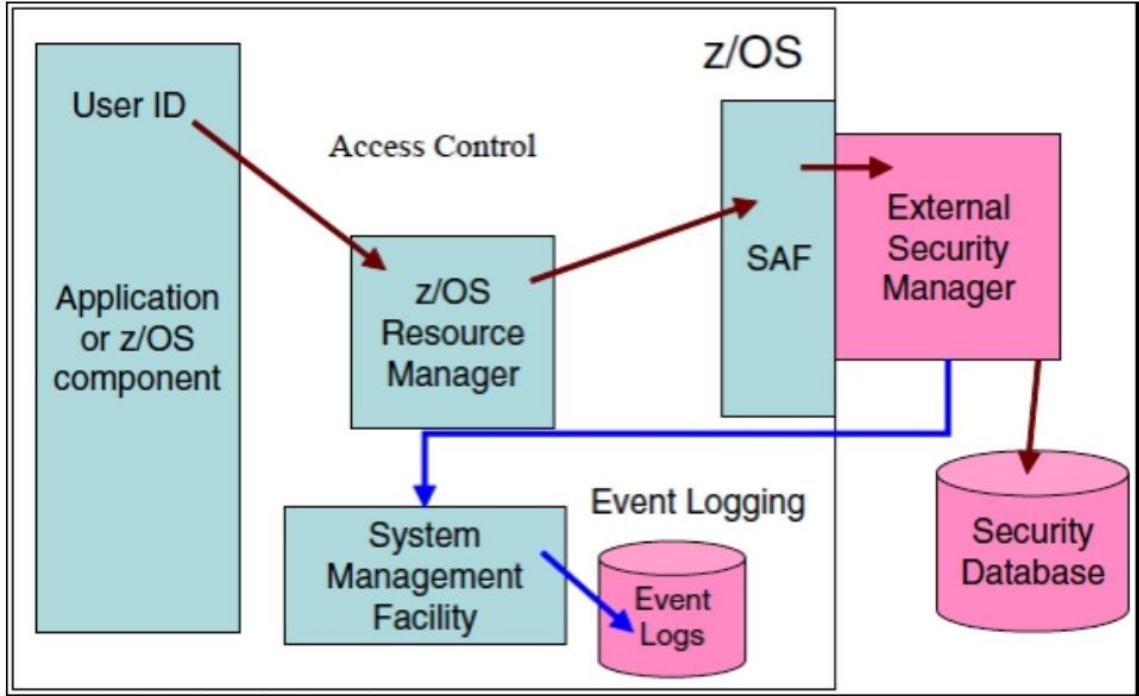 z/OS
User ID
Access Control
External
Security
Manager
SAF
Application
or z/OS
component
z/OS
Resource
Manager
Event Logging
System
Management
Facility
Event
Logs
Security
Database